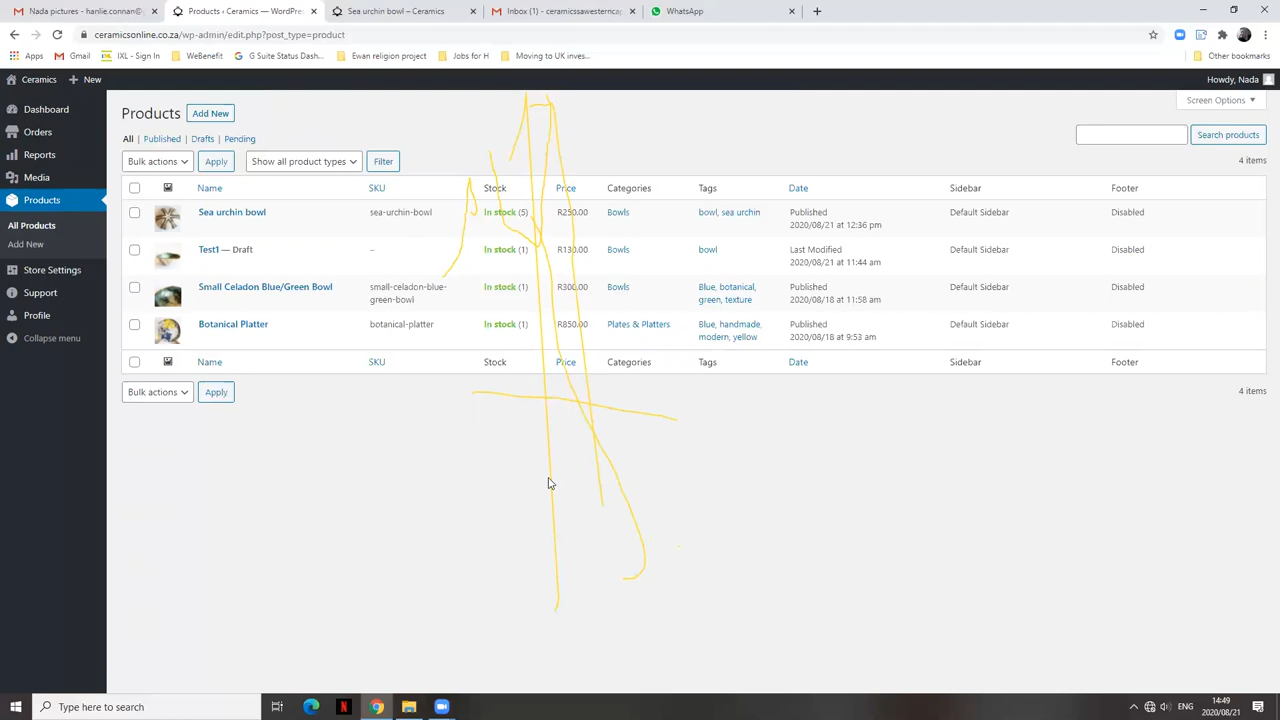 Nada pictures - hanlie.connan@g
Products ‹ Ceramics — WordPres
Sea urchin bowl – Ceramics
Inbox (1) - ceramicssawesternca
WhatsApp
ceramicsonline.co.za/wp-admin/edit.php?post_type=product
Apps
Gmail
IXL - Sign In
WeBenefit
G Suite Status Dash...
Ewan religion project
Jobs for H
Moving to UK inves...
Other bookmarks
Ceramics
New
Howdy, Nada
Dashboard
Orders
Reports
Media
Products
All Products
Add New
Store Settings
Support
Profile
Collapse menu
Products Add New
Screen Options
All | Published | Drafts | Pending
Search products
Bulk actions Apply Show all product types Filter
4 items
Name SKU Stock Price Categories Tags Date Sidebar Footer
Sea urchin bowl sea-urchin-bowl In stock (5) R250.00 Bowls bowl, sea urchin Published Default Sidebar Disabled
2020/08/21 at 12:36 pm
Test1 — Draft – In stock (1) R130.00 Bowls bowl Last Modified Default Sidebar Disabled
2020/08/21 at 11:44 am
Small Celadon Blue/Green Bowl small-celadon-blue- In stock (1) R300.00 Bowls Blue, botanical, Published Default Sidebar Disabled
green-bowl green, texture 2020/08/18 at 11:58 am
Botanical Platter botanical-platter In stock (1) R850.00 Plates & Platters Blue, handmade, Published Default Sidebar Disabled
modern, yellow 2020/08/18 at 9:53 am
Name SKU Stock Price Categories Tags Date Sidebar Footer
Bulk actions Apply
4 items
Type here to search
ENG
14:49
2020/08/21